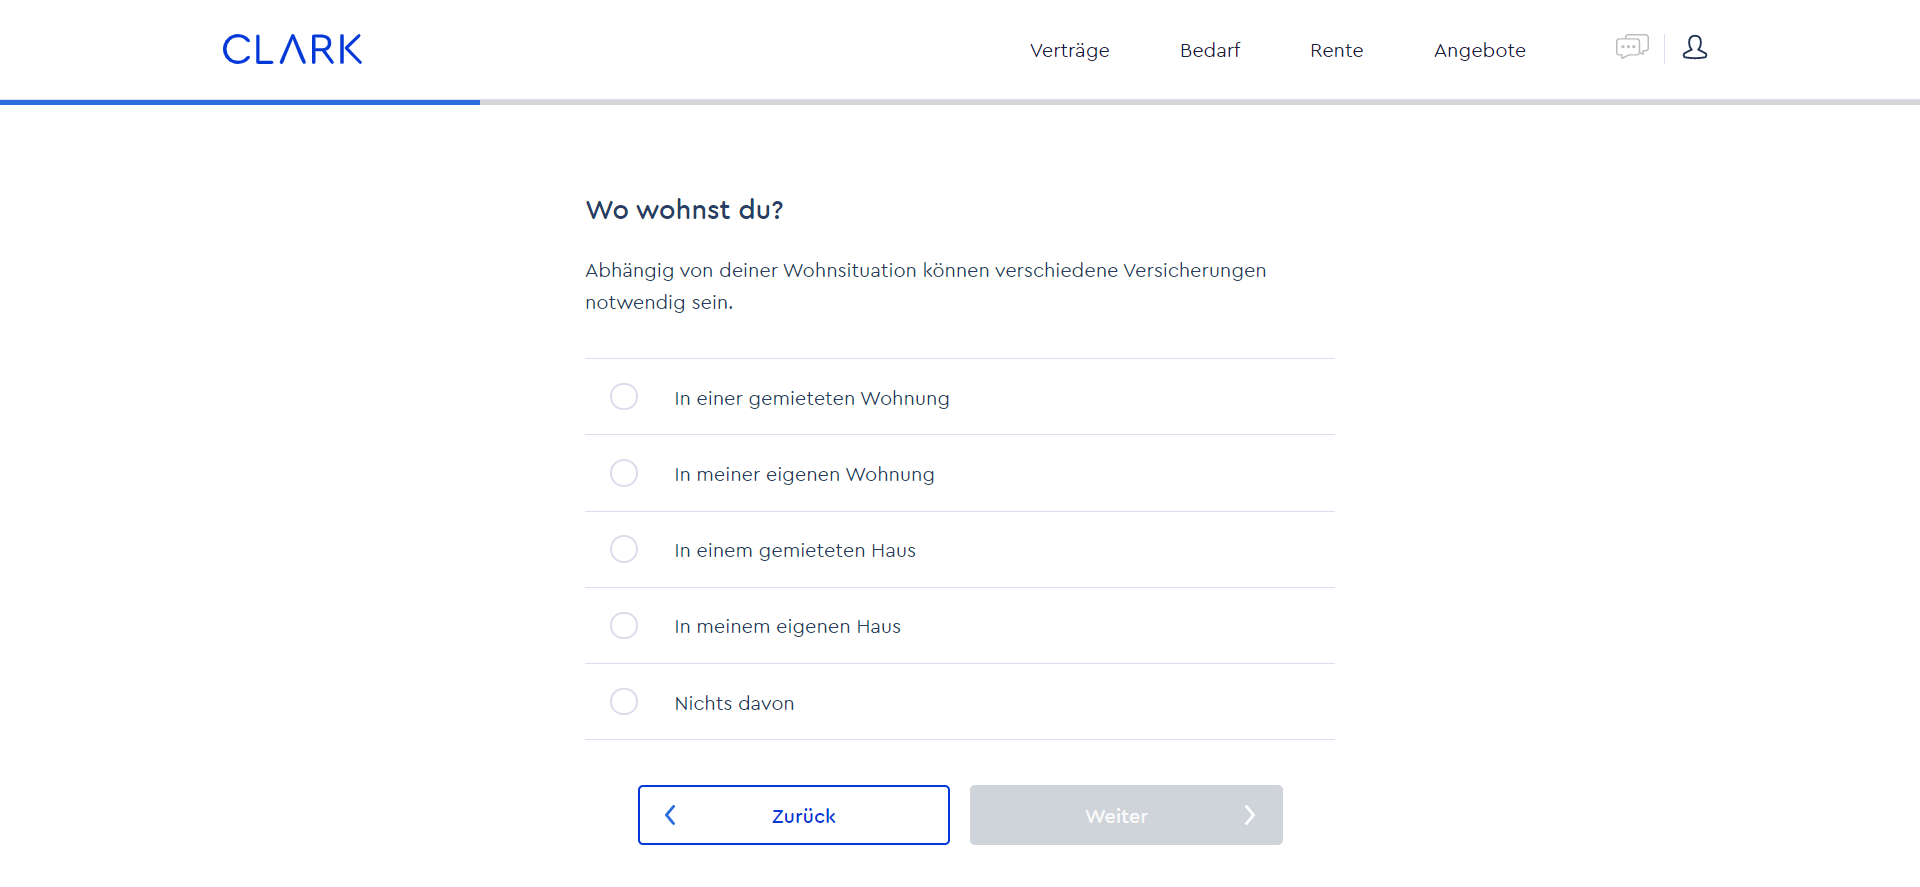 CLARK
Verträge
Bedarf
Rente
Angebote
Wo wohnst du?
Abhängig von deiner Wohnsituation können verschiedene Versicherungen
notwendig sein.
In einer gemieteten Wohnung
In meiner eigenen Wohnung
In einem gemieteten Haus
In meinem eigenen Haus
Nichts davon
Zurück
Weiter